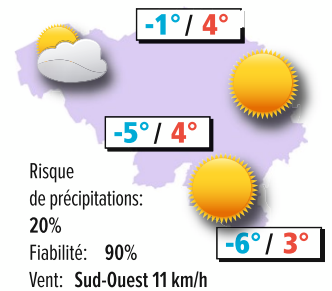 -1° / 4°
-5° / 4°
Risque
de précipitations:
20%
Fiabilité: 90%
-6° / 3°
Vent: Sud-Ouest 11 km/h